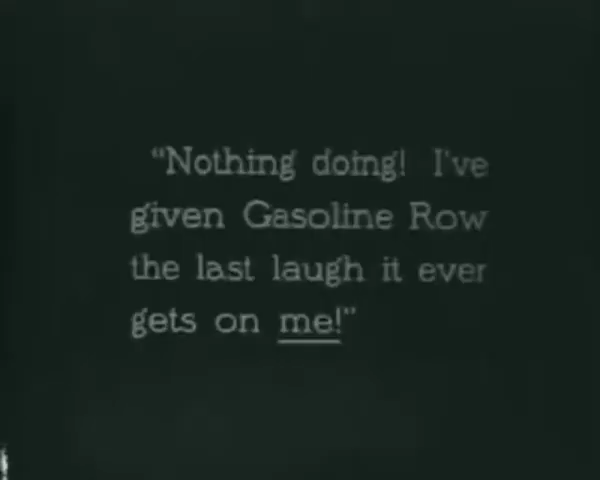 “Nothing doing! I've
given Gasoline Row
the last laugh it ever
gets on me!”